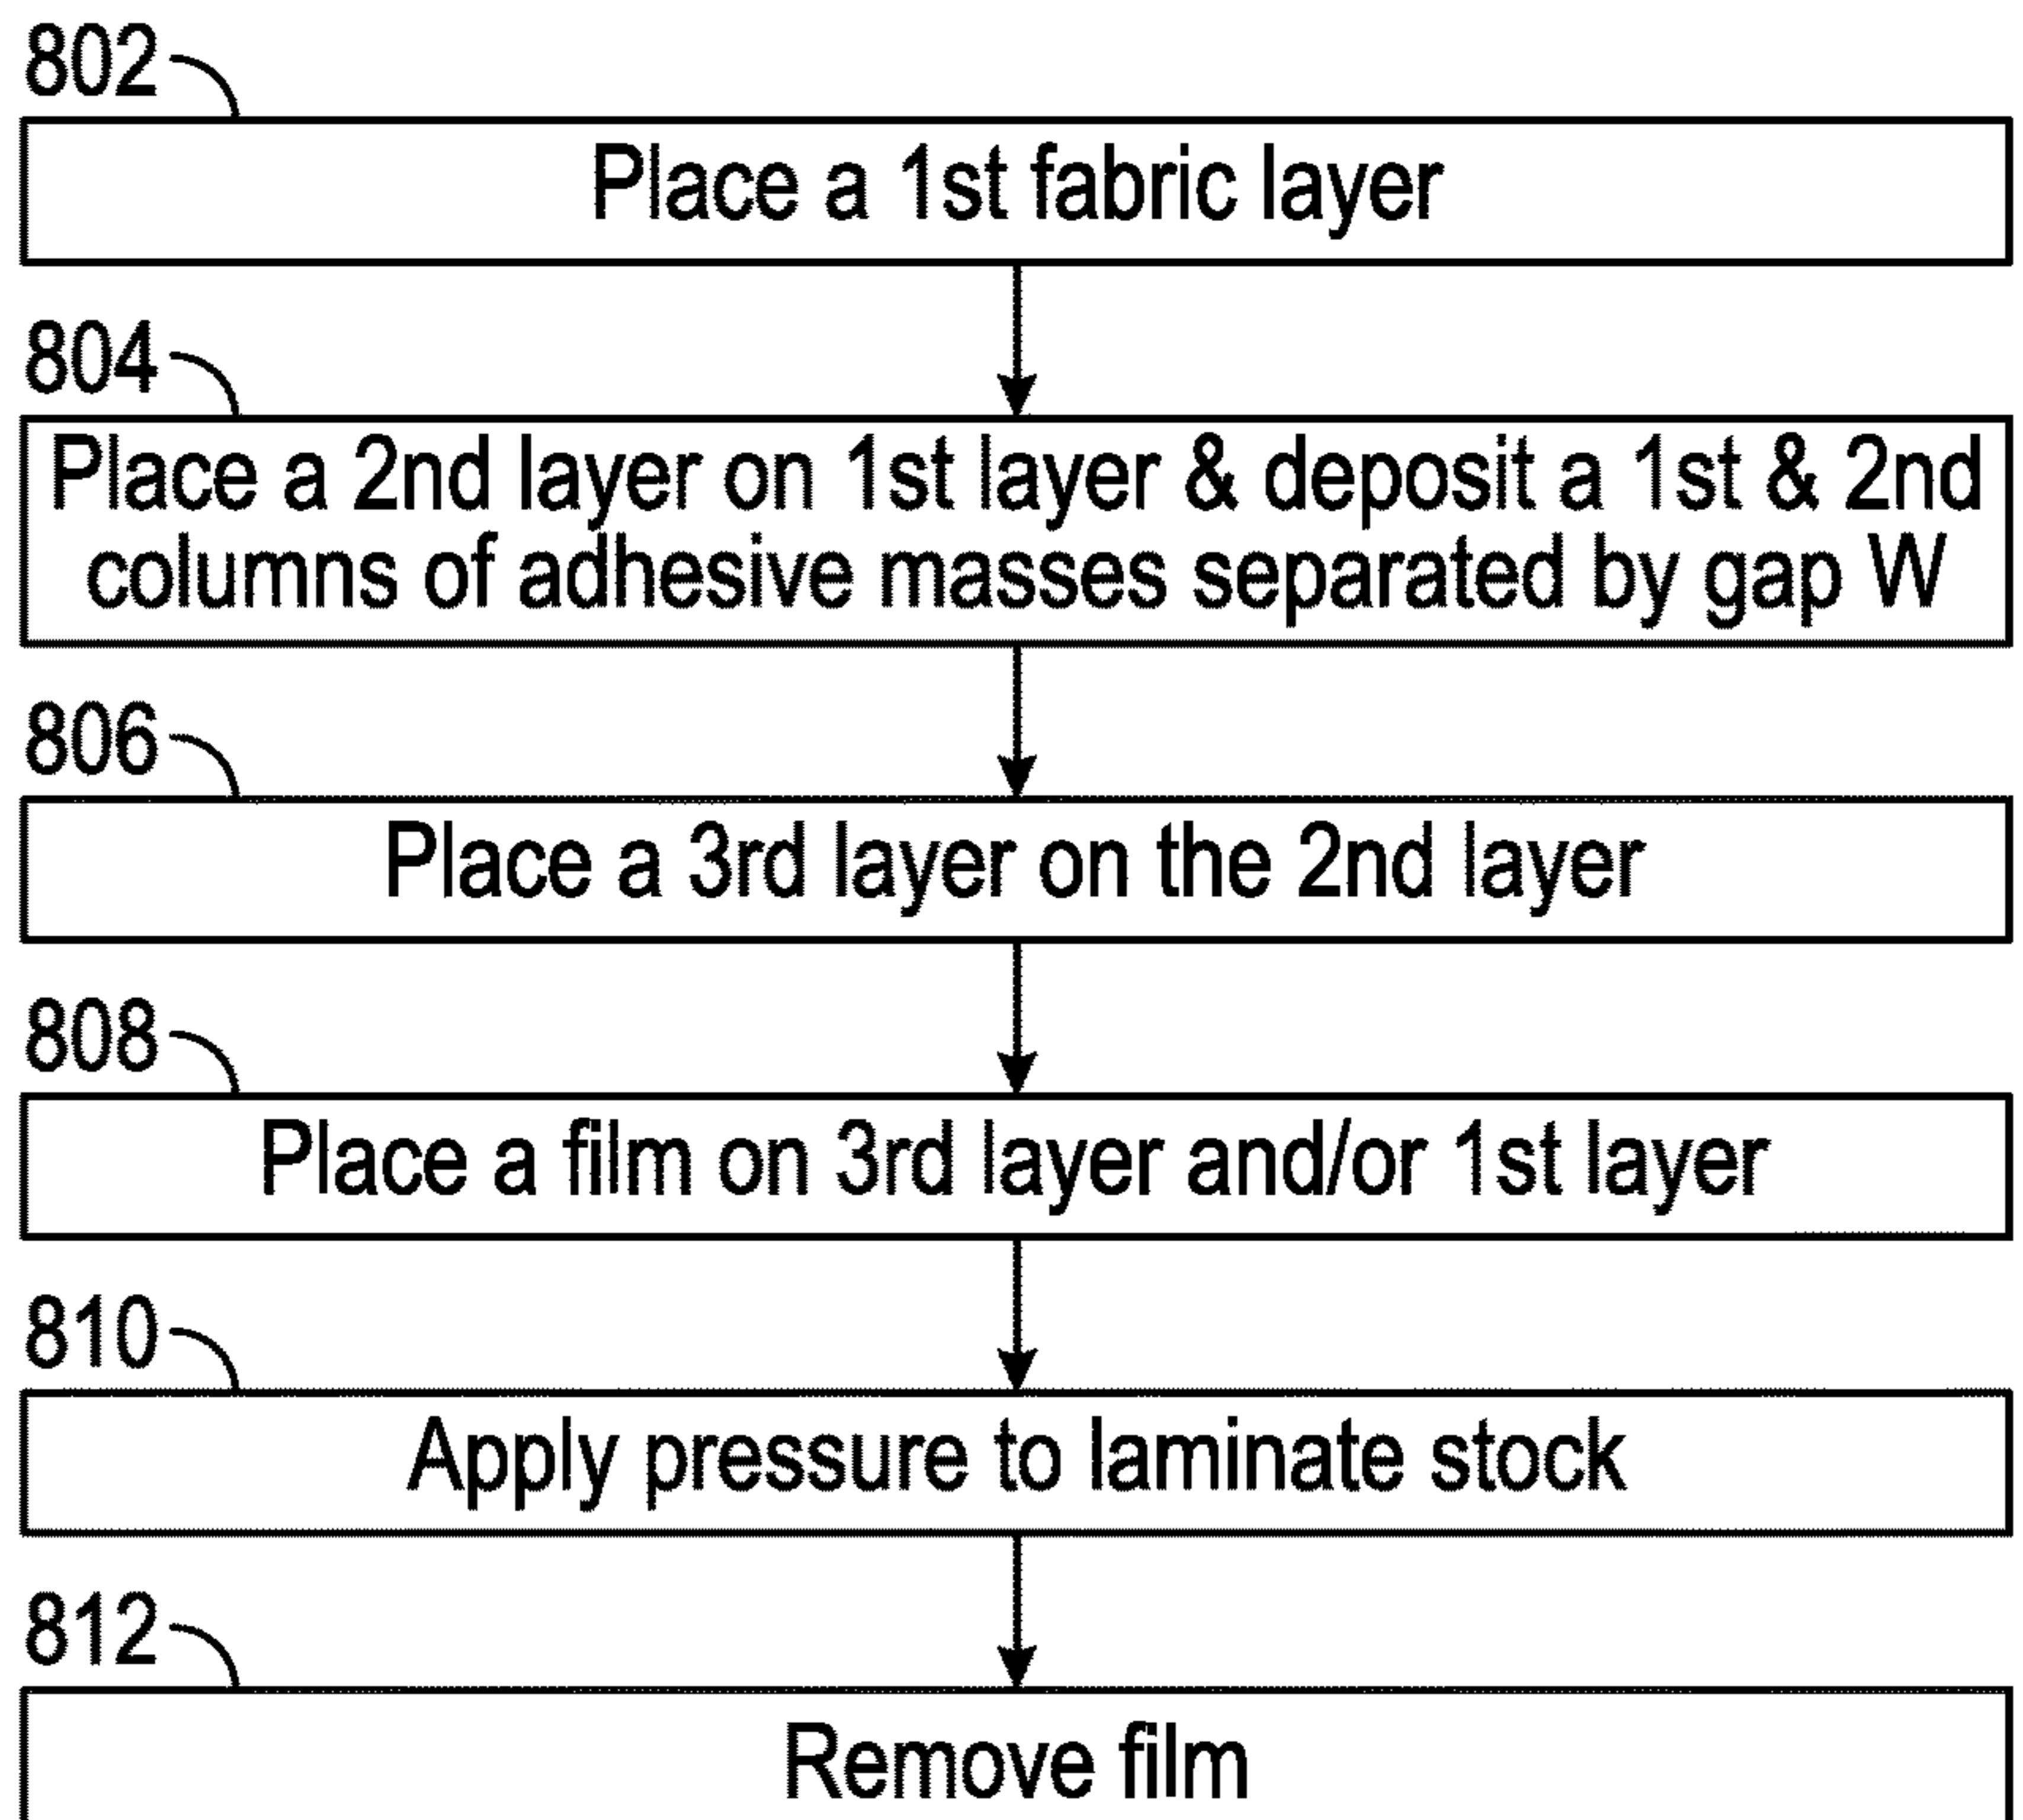 802
Place a 1st fabric layer
804
Place a 2nd layer on 1st layer & deposit a 1st & 2nd
columns of adhesive masses separated by gap W
806
Place a 3rd layer on the 2nd layer
808
Place a film on 3rd layer and/or 1st layer
810
Apply pressure to laminate stock
812
Remove film